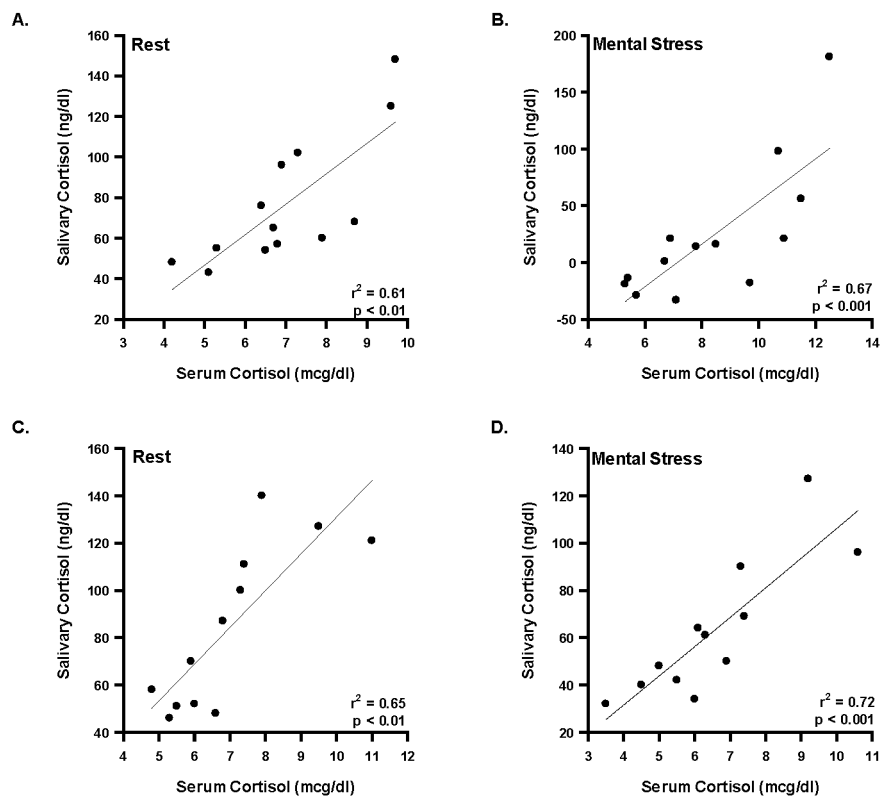 A.
Rest
160
140
120
100
80
60
40
20
Salivary Cortisol (ng/dl)
r² = 0.61
p < 0.01
3 4 5 6 7 8 9 10
Serum Cortisol (mcg/dl)
B.
Mental Stress
200
150
100
50
0
-50
Salivary Cortisol (ng/dl)
r² = 0.67
p < 0.001
4 6 8 10 12 14
Serum Cortisol (mcg/dl)
C.
Rest
160
140
120
100
80
60
40
Salivary Cortisol (ng/dl)
r² = 0.65
p < 0.01
4 5 6 7 8 9 10 11 12
Serum Cortisol (mcg/dl)
D.
Mental Stress
140
120
100
80
60
40
20
Salivary Cortisol (ng/dl)
r² = 0.72
p < 0.001
3 4 5 6 7 8 9 10 11
Serum Cortisol (mcg/dl)